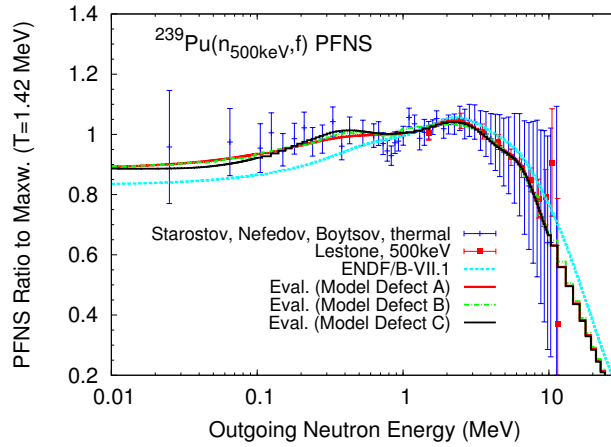 ²³⁹Pu(n₅₀₀ₖₑᵥ,f) PFNS
PFNS Ratio to Maxw. (T=1.42 MeV)
1.4
1.2
1
0.8
0.6
0.4
0.2
Starostov, Nefedov, Boytsov, thermal
Lestone, 500keV
ENDF/B-VII.1
Eval. (Model Defect A)
Eval. (Model Defect B)
Eval. (Model Defect C)
0.01 0.1 1 10
Outgoing Neutron Energy (MeV)